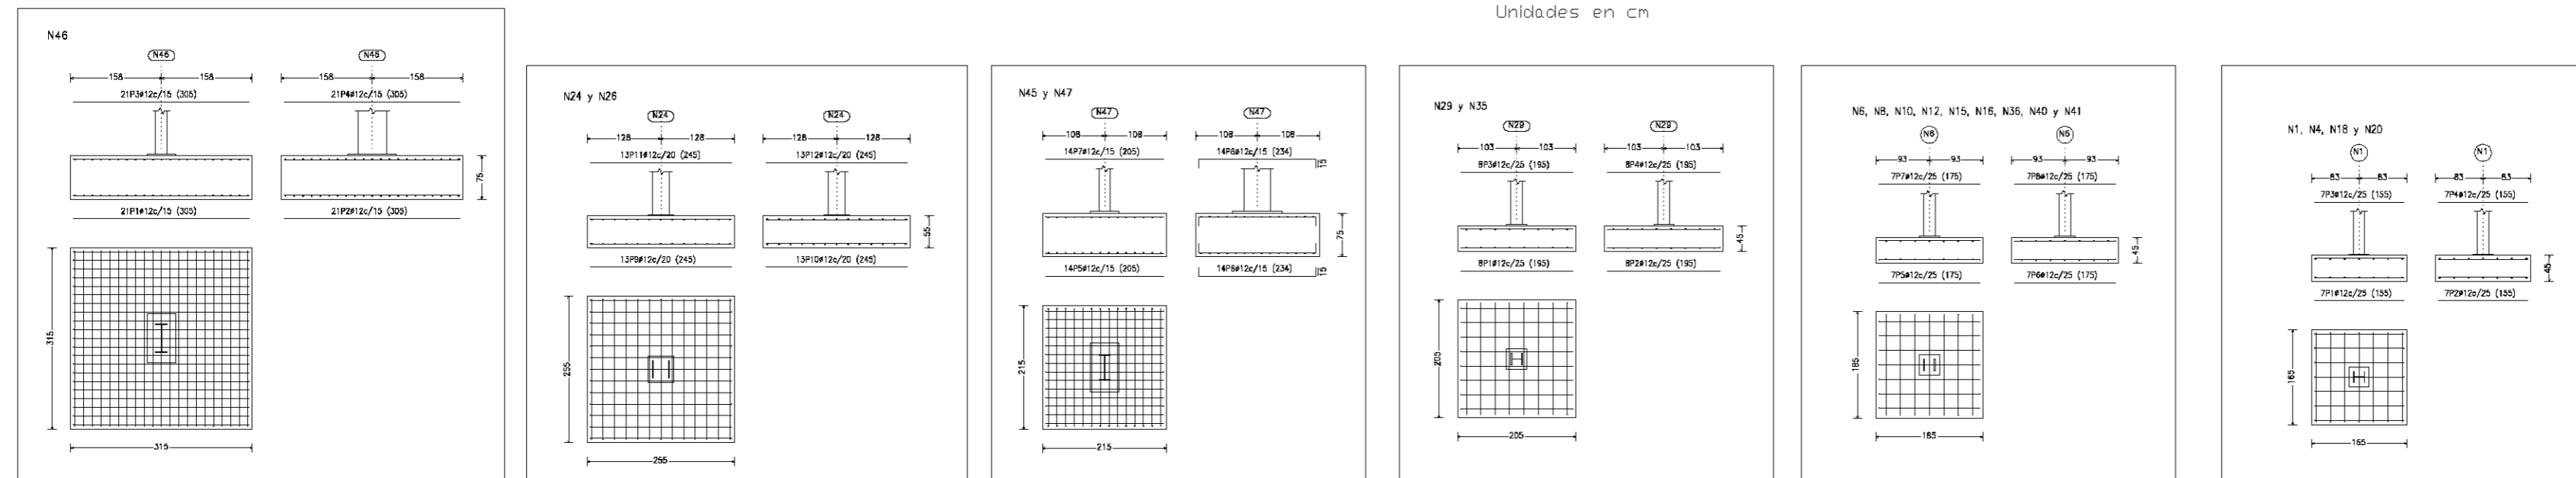 Unidades en cm
N46
N46 N46
158 158 158 158
21P3ø12c/15 (305) 21P4ø12c/15 (305)
75
21P1ø12c/15 (305) 21P2ø12c/15 (305)
315
315
N24 y N26
N24 N24
128 128 128 128
13P11ø12c/20 (245) 13P12ø12c/20 (245)
55
13P9ø12c/20 (245) 13P10ø12c/20 (245)
255
255
N45 y N47
N47 N47
108 108 108 108
14P7ø12c/15 (205) 14P8ø12c/15 (234)
15
75
14P5ø12c/15 (205) 14P6ø12c/15 (234)
15
215
215
N29 y N35
N29 N29
103 103 103 103
8P3ø12c/25 (195) 8P4ø12c/25 (195)
45
8P1ø12c/25 (195) 8P2ø12c/25 (195)
205
205
N6, N8, N10, N12, N15, N16, N36, N40 y N41
N6 N6
93 93 93 93
7P7ø12c/25 (175) 7P8ø12c/25 (175)
45
7P5ø12c/25 (175) 7P6ø12c/25 (175)
185
185
N1, N4, N18 y N20
N1 N1
83 83 83 83
7P3ø12c/25 (155) 7P4ø12c/25 (155)
45
7P1ø12c/25 (155) 7P2ø12c/25 (155)
165
165